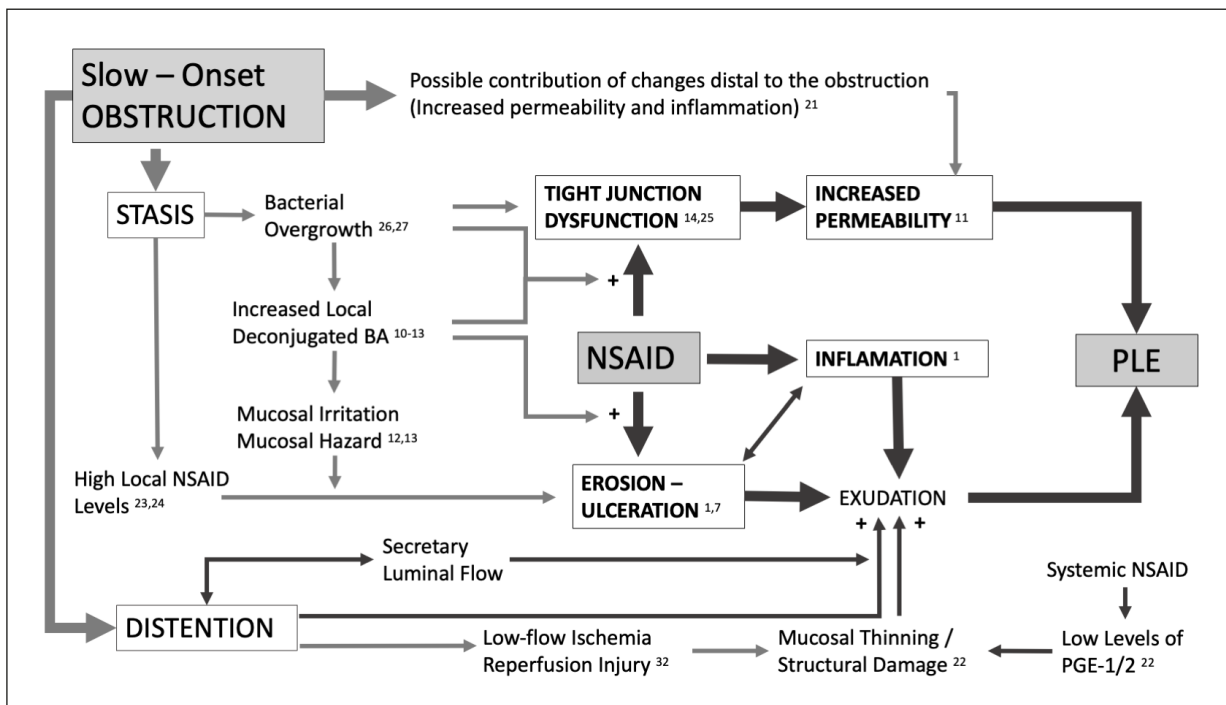 Slow – Onset
OBSTRUCTION
Possible contribution of changes distal to the obstruction
(Increased permeability and inflammation) 21
STASIS
Bacterial
Overgrowth 26,27
TIGHT JUNCTION
DYSFUNCTION 14,25
INCREASED
PERMEABILITY 11
+
Increased Local
Deconjugated BA 10-13
NSAID
INFLAMATION 1
PLE
+
Mucosal Irritation
Mucosal Hazard 12,13
High Local NSAID
Levels 23,24
EROSION –
ULCERATION 1,7
EXUDATION
+ +
Secretary
Luminal Flow
Systemic NSAID
DISTENTION
Low-flow Ischemia
Reperfusion Injury 32
Mucosal Thinning /
Structural Damage 22
Low Levels of
PGE-1/2 22